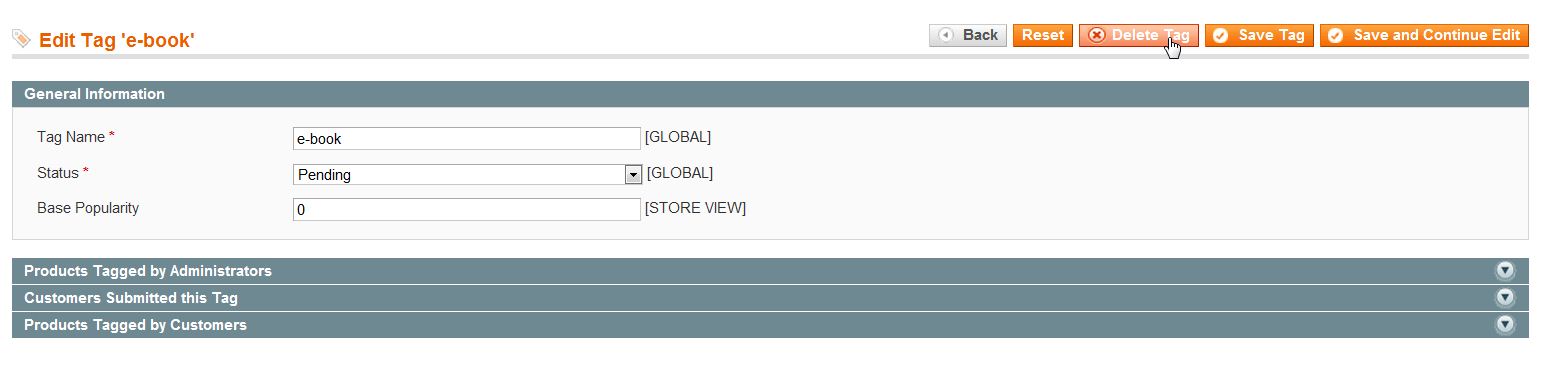 Edit Tag 'e-book'
Back Reset Delete Tag Save Tag Save and Continue Edit
General Information
Tag Name * e-book [GLOBAL]
Status * Pending [GLOBAL]
Base Popularity 0 [STORE VIEW]
Products Tagged by Administrators
Customers Submitted this Tag
Products Tagged by Customers